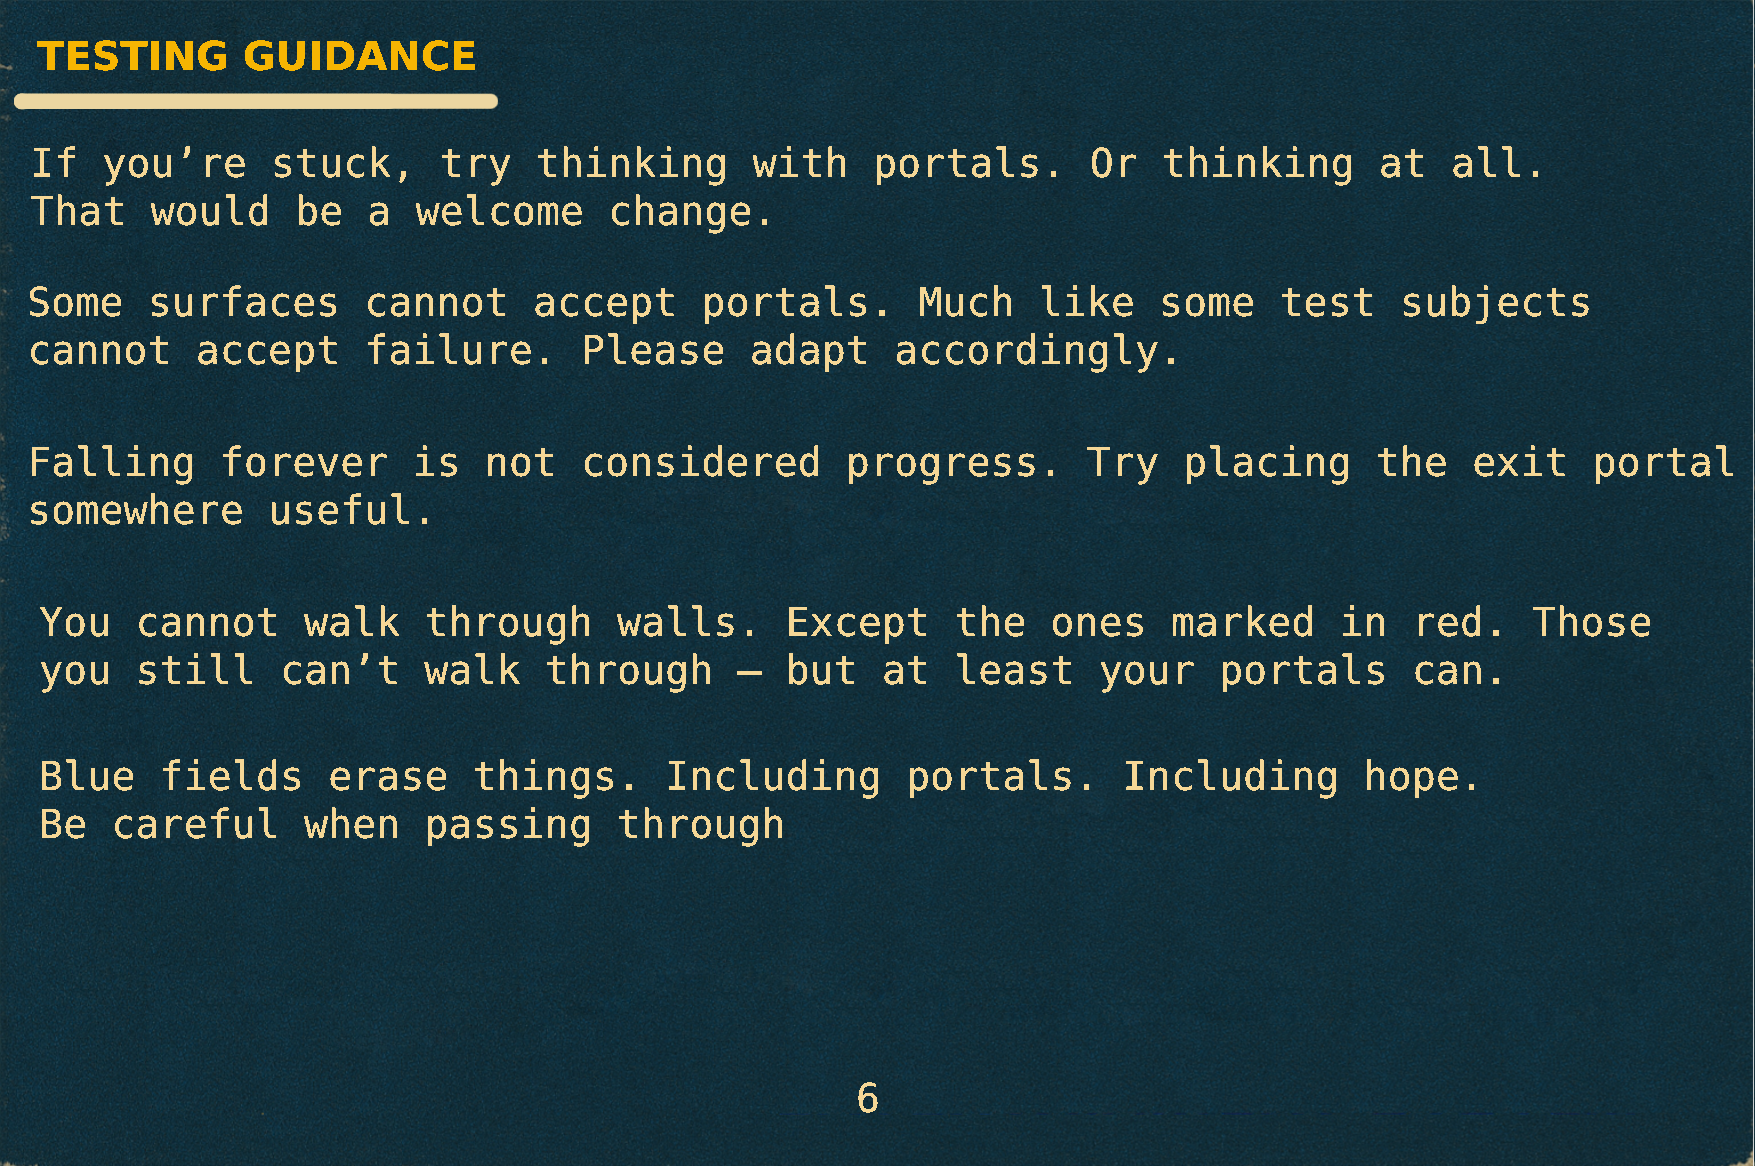 TESTING GUIDANCE
If you’re stuck, try thinking with portals. Or thinking at all.
That would be a welcome change.
Some surfaces cannot accept portals. Much like some test subjects
cannot accept failure. Please adapt accordingly.
Falling forever is not considered progress. Try placing the exit portal
somewhere useful.
You cannot walk through walls. Except the ones marked in red. Those
you still can’t walk through — but at least your portals can.
Blue fields erase things. Including portals. Including hope.
Be careful when passing through
6